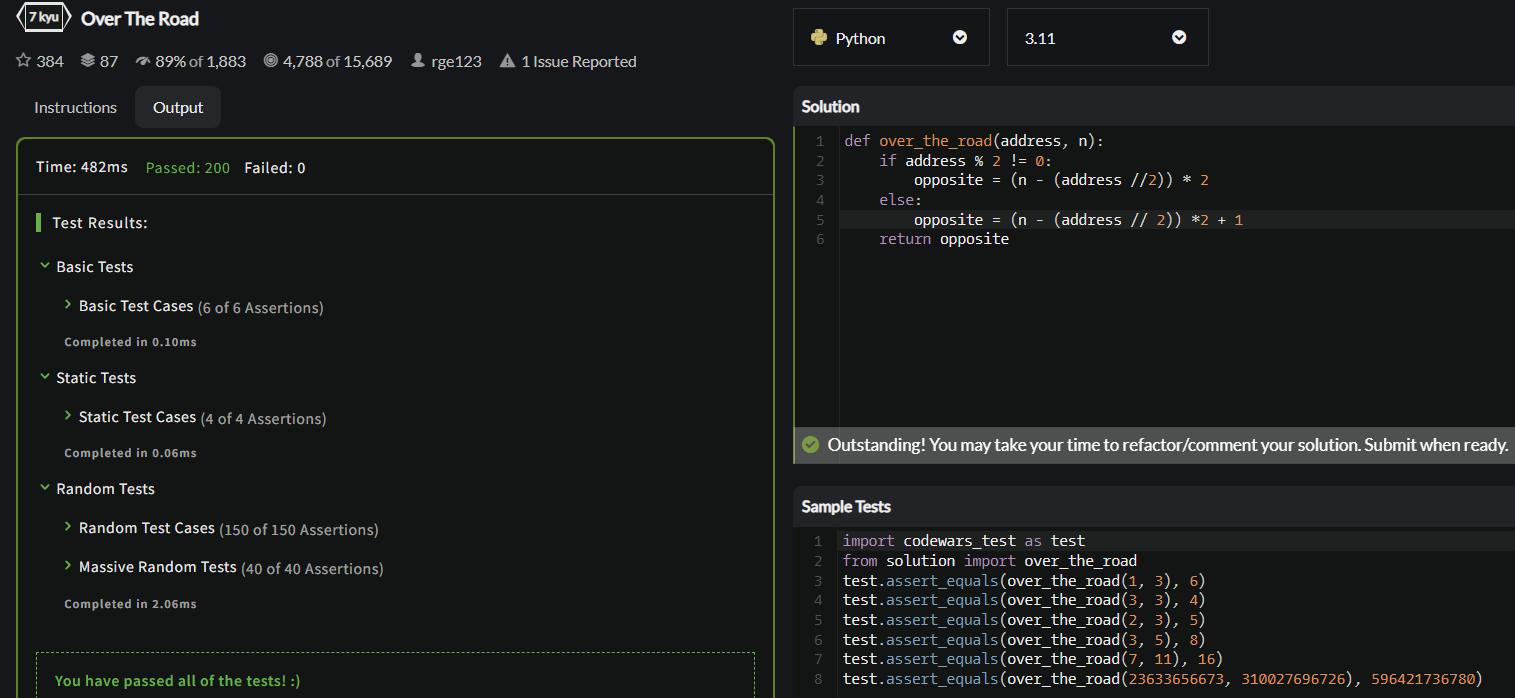 7 kyu Over The Road
384 87 89% of 1,883 4,788 of 15,689 rge123 1 Issue Reported
Instructions Output
Time: 482ms Passed: 200 Failed: 0
Test Results:
Basic Tests
Basic Test Cases (6 of 6 Assertions)
Completed in 0.10ms
Static Tests
Static Test Cases (4 of 4 Assertions)
Completed in 0.06ms
Random Tests
Random Test Cases (150 of 150 Assertions)
Massive Random Tests (40 of 40 Assertions)
Completed in 2.06ms
You have passed all of the tests! :)
Python 3.11
Solution
1 def over_the_road(address, n):
2 if address % 2 != 0:
3 opposite = (n - (address //2)) * 2
4 else:
5 opposite = (n - (address // 2)) *2 + 1
6 return opposite
Outstanding! You may take your time to refactor/comment your solution. Submit when ready.
Sample Tests
1 import codewars_test as test
2 from solution import over_the_road
3 test.assert_equals(over_the_road(1, 3), 6)
4 test.assert_equals(over_the_road(3, 3), 4)
5 test.assert_equals(over_the_road(2, 3), 5)
6 test.assert_equals(over_the_road(3, 5), 8)
7 test.assert_equals(over_the_road(7, 11), 16)
8 test.assert_equals(over_the_road(23633656673, 310027696726), 596421736780)